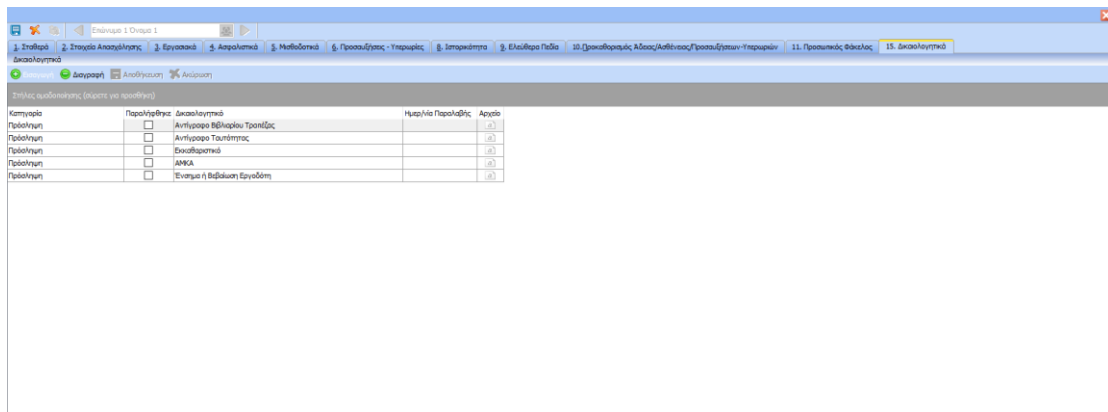 Επώνυμο 1 Όνομα 1
1. Σταθερά 2. Στοιχεία Απασχόλησης 3. Εργασιακά 4. Ασφαλιστικά 5. Μισθοδοτικά 6. Προσαυξήσεις - Υπερωρίες 8. Ιστορικότητα 9. Ελεύθερα Πεδία 10.Προκαθορισμός Άδειας/Ασθένειας/Προσαυξήσεων-Υπερωριών 11. Προσωπικός Φάκελος 15. Δικαιολογητικά
Δικαιολογητικά
Εισαγωγή Διαγραφή Αποθήκευση Ακύρωση
Στήλες ομαδοποίησης (σύρετε για προσθήκη)
Κατηγορία Παραλήφθηκε Δικαιολογητικό Ημερ/νία Παραλαβής Αρχείο
Πρόσληψη Αντίγραφο Βιβλιαρίου Τραπέζας
Πρόσληψη Αντίγραφο Ταυτότητας
Πρόσληψη Εκκαθαριστικό
Πρόσληψη ΑΜΚΑ
Πρόσληψη Ένσημα ή Βεβαίωση Εργοδότη